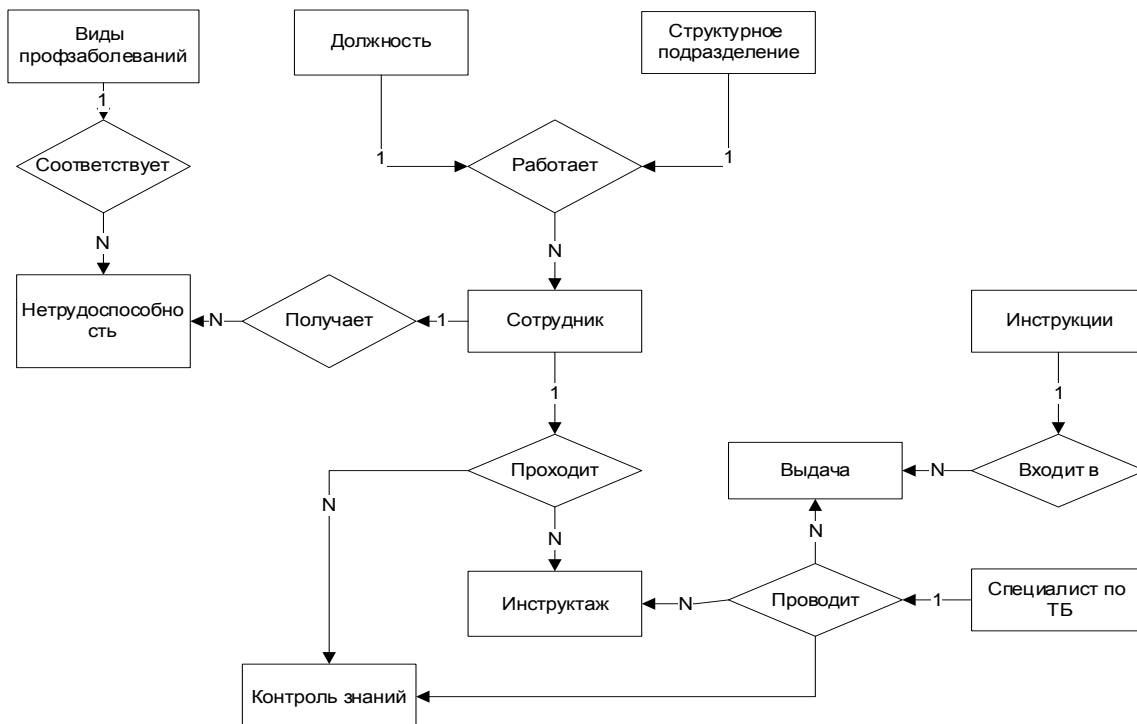 Виды
профзаболеваний
Должность
Структурное
подразделение
1
Соответствует
1
Работает
1
N
N
Нетрудоспособно
сть
N
Получает
1
Сотрудник
Инструкции
1
1
Проходит
Выдача
N
Входит в
N
N
N
Инструктаж
N
Проводит
1
Специалист по
ТБ
Контроль знаний